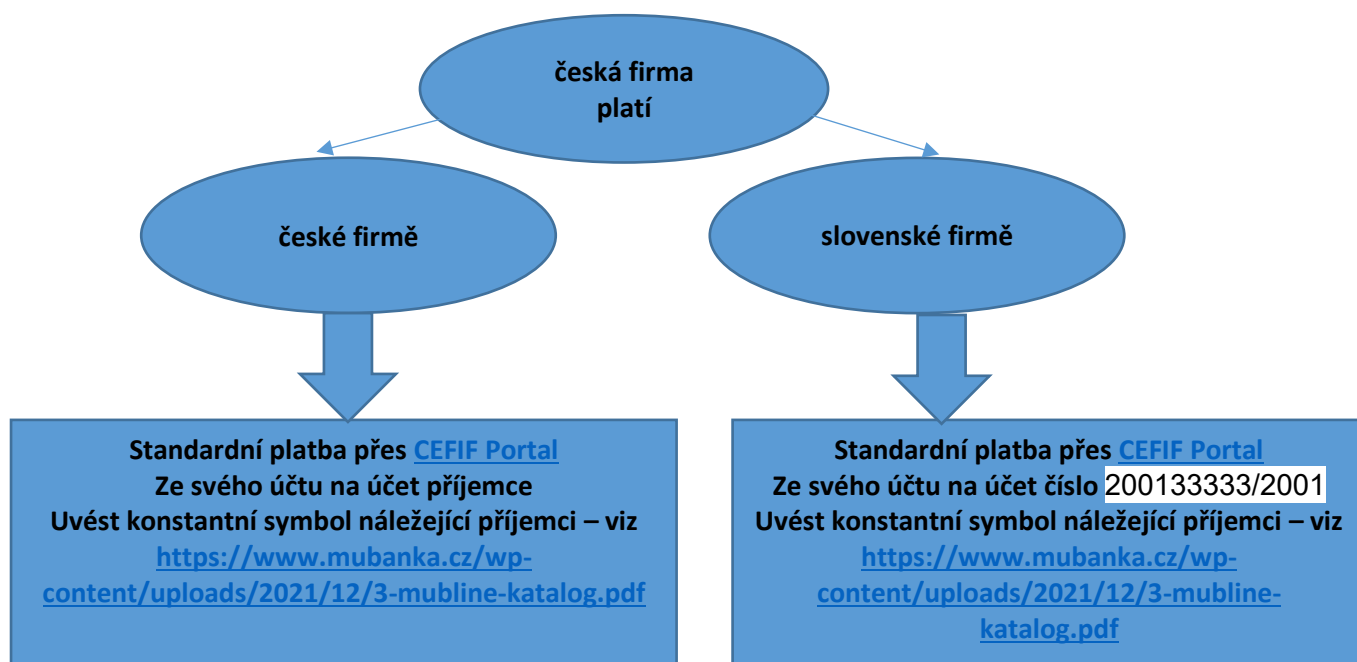 česká firma
platí
české firmě
slovenské firmě
Standardní platba přes CEFIF Portal
Ze svého účtu na účet příjemce
Uvést konstantní symbol náležející příjemci – viz
https://www.mubanka.cz/wp-
content/uploads/2021/12/3-mubline-katalog.pdf
Standardní platba přes CEFIF Portal
Ze svého účtu na účet číslo 200133333/2001
Uvést konstantní symbol náležející příjemci – viz
https://www.mubanka.cz/wp-
content/uploads/2021/12/3-mubline-
katalog.pdf